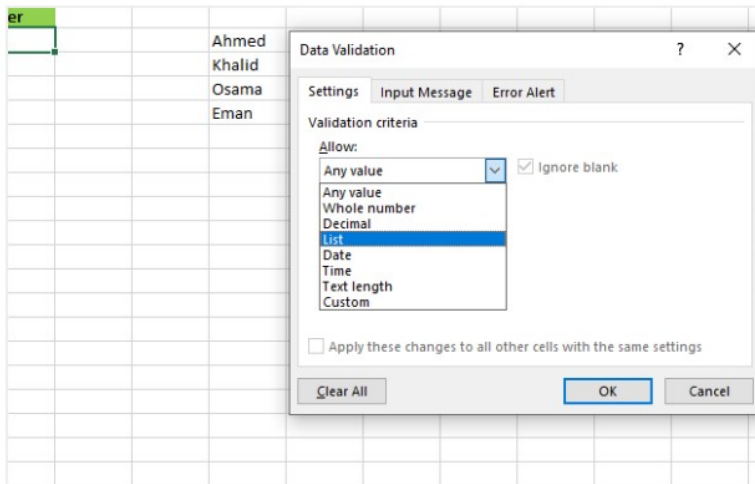 er
Ahmed
Khalid
Osama
Eman
Data Validation
?
Settings
Input Message
Error Alert
Validation criteria
Allow:
Any value
Ignore blank
Any value
Whole number
Decimal
List
Date
Time
Text length
Custom
Apply these changes to all other cells with the same settings
Clear All
OK
Cancel